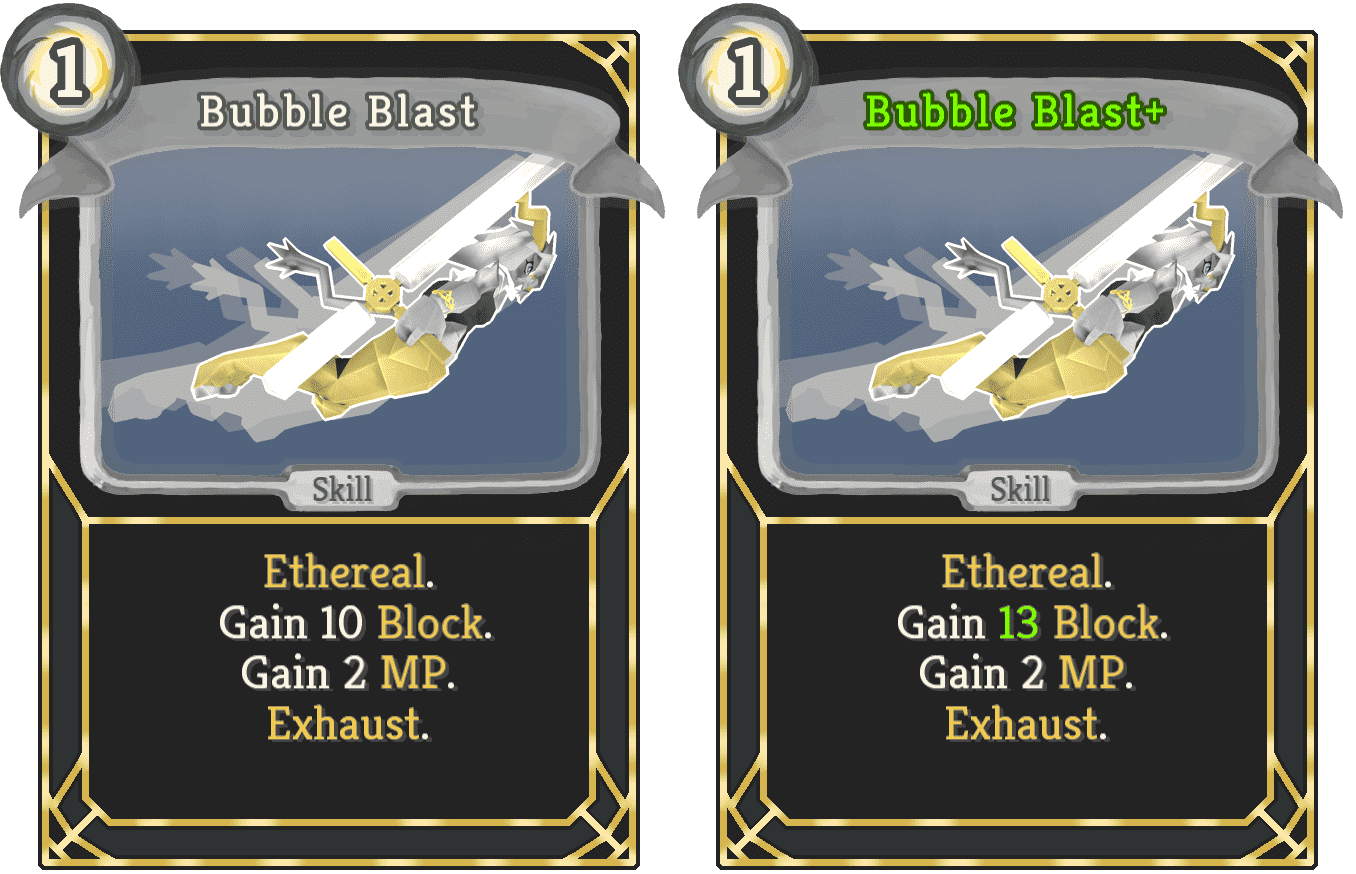 1
Bubble Blast
Skill
Ethereal.
Gain 10 Block.
Gain 2 MP.
Exhaust.
1
Bubble Blast+
Skill
Ethereal.
Gain 13 Block.
Gain 2 MP.
Exhaust.